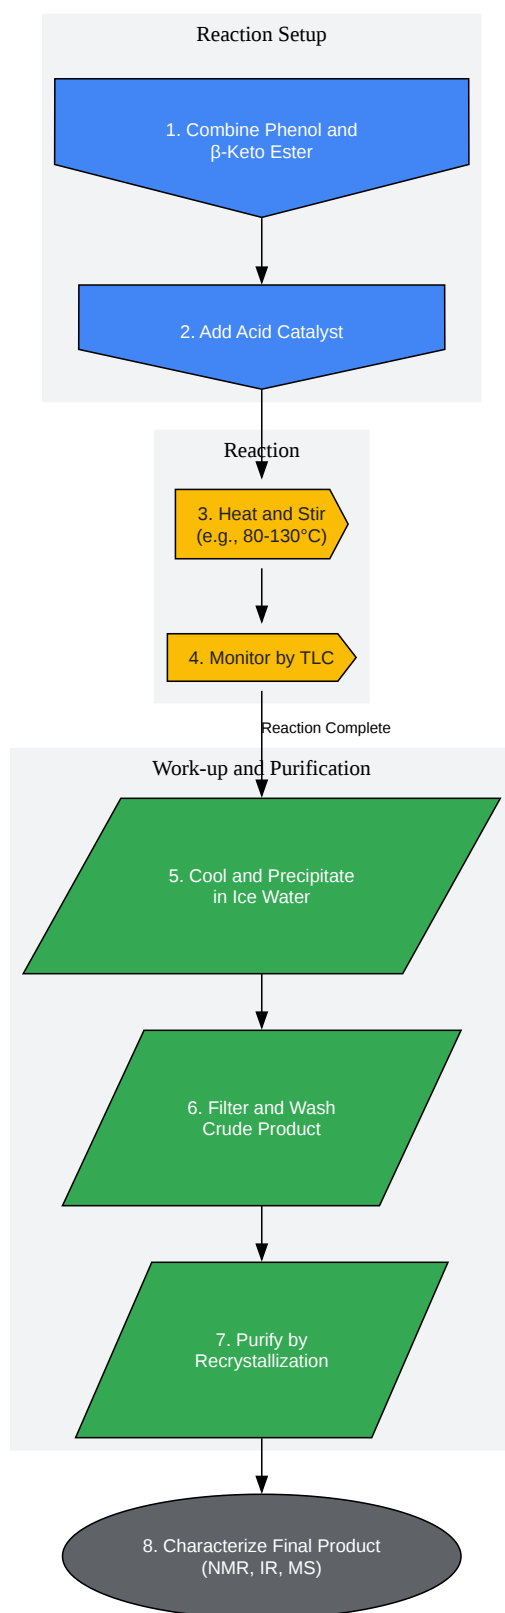 Reaction Setup
1. Combine Phenol and
β-Keto Ester
2. Add Acid Catalyst
Reaction
3. Heat and Stir
(e.g., 80-130°C)
4. Monitor by TLC
Reaction Complete
Work-up and Purification
5. Cool and Precipitate
in Ice Water
6. Filter and Wash
Crude Product
7. Purify by
Recrystallization
8. Characterize Final Product
(NMR, IR, MS)